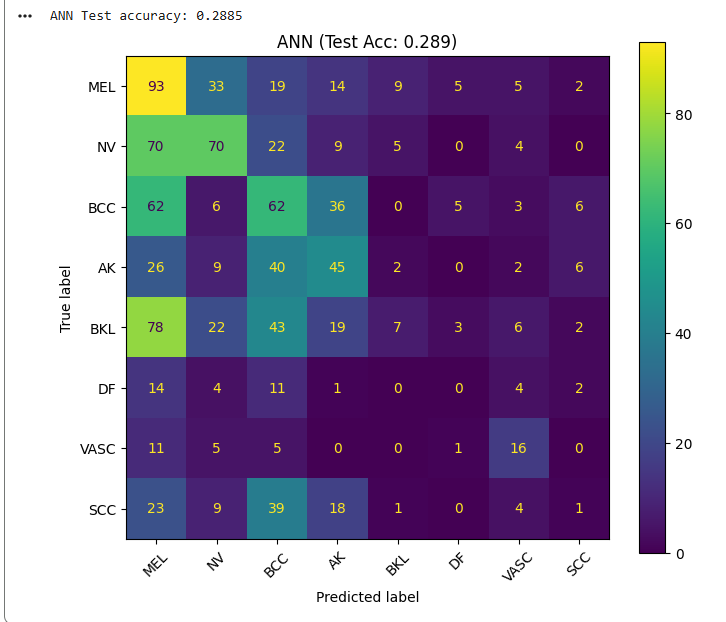 ••• ANN Test accuracy: 0.2885
ANN (Test Acc: 0.289)
MEL 93 33 19 14 9 5 5 2
NV 70 70 22 9 5 0 4 0
BCC 62 6 62 36 0 5 3 6
AK 26 9 40 45 2 0 2 6
BKL 78 22 43 19 7 3 6 2
DF 14 4 11 1 0 0 4 2
VASC 11 5 5 0 0 1 16 0
SCC 23 9 39 18 1 0 4 1
MEL NV BCC AK BKL DF VASC SCC
Predicted label
True label
80
60
40
20
0